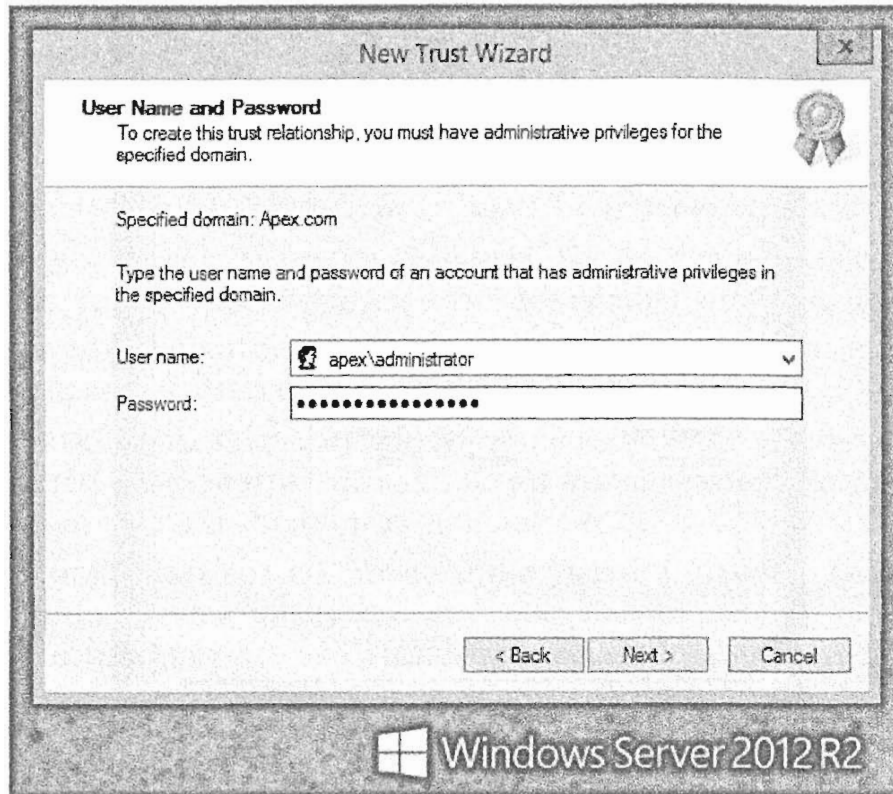 New Trust Wizard
User Name and Password
To create this trust relationship, you must have administrative privileges for the
specified domain.
Specified domain: Apex.com
Type the user name and password of an account that has administrative privileges in
the specified domain.
User name:
apex\administrator
Password:
••••••••••••••••
< Back Next > Cancel
Windows Server 2012 R2